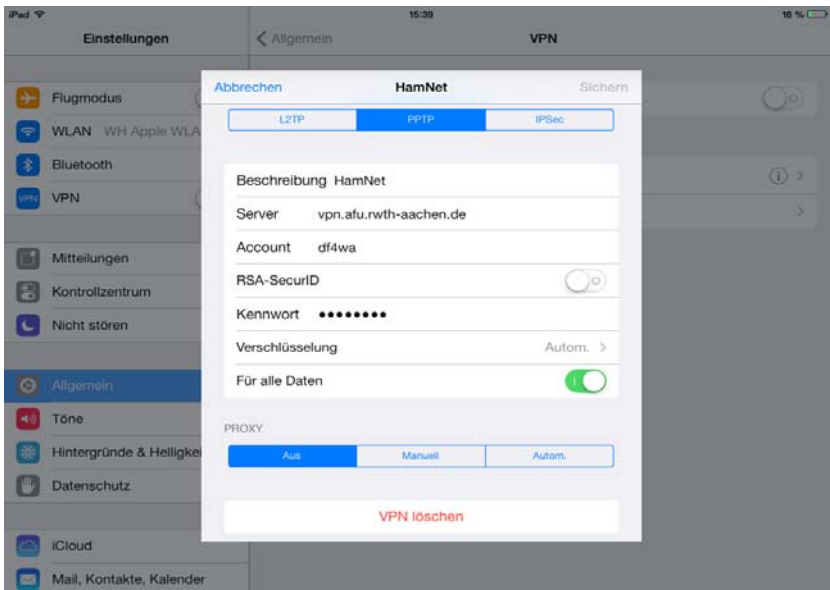 iPad 15:39 16 %
Einstellungen
Allgemein VPN
Abbrechen HamNet Sichern
L2TP PPTP IPSec
Flugmodus
WLAN WH Apple WLA
Bluetooth
VPN VPN
Mitteilungen
Kontrollzentrum
Nicht stören
Allgemein
Töne
Hintergründe & Helligkei
Datenschutz
iCloud
Mail, Kontakte, Kalender
Beschreibung HamNet
Server vpn.afu.rwth-aachen.de
Account df4wa
RSA-SecurID
Kennwort ••••••••
Verschlüsselung Autom.
Für alle Daten
PROXY
Aus Manuell Autom.
VPN löschen